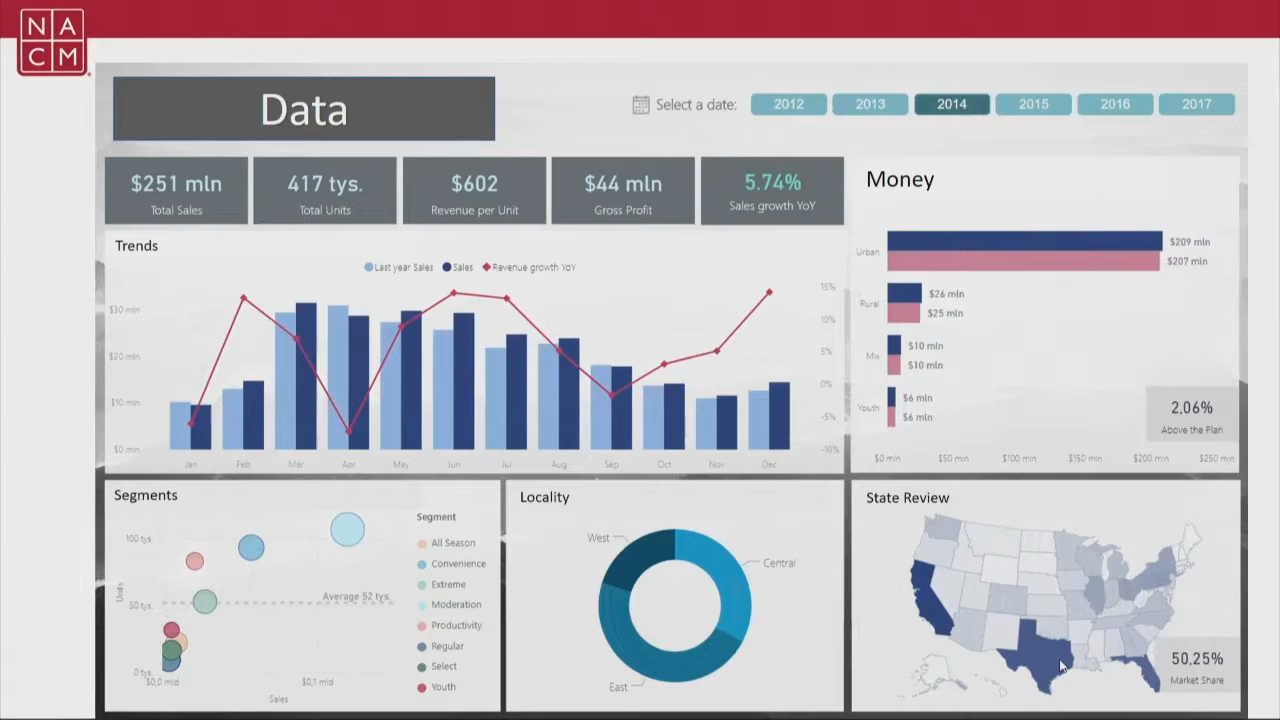 NA
CM
Data
Select a date: 2012 2013 2014 2015 2016 2017
$251 mln
Total Sales
417 tys.
Total Units
$602
Revenue per Unit
$44 mln
Gross Profit
5.74%
Sales growth YoY
Trends
Last year Sales Sales Revenue growth YoY
$30 mln
$20 mln
$10 mln
$0 mln
15%
10%
5%
0%
-5%
-10%
Jan Feb Mar Apr May Jun Jul Aug Sep Oct Nov Dec
Money
Urban
$209 mln
$207 mln
Rural
$26 mln
$25 mln
Mix
$10 mln
$10 mln
Youth
$6 mln
$6 mln
2,06%
Above the Plan
$0 mln $50 mln $100 mln $150 mln $200 mln $250 mln
Segments
100 tys.
50 tys.
0 tys.
Units
Average 52 tys.
$0,0 mld $0,1 mld
Sales
Segment
All Season
Convenience
Extreme
Moderation
Productivity
Regular
Select
Youth
Locality
West
Central
East
State Review
50,25%
Market Share